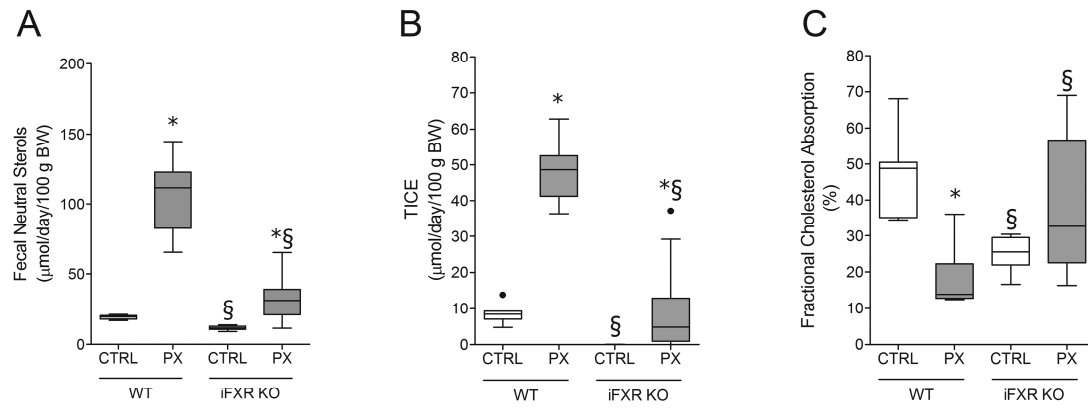 A
Fecal Neutral Sterols
(µmol/day/100 g BW)
200
150
100
50
0
*
§
*§
CTRL PX CTRL PX
WT iFXR KO
B
TICE
(µmol/day/100 g BW)
80
70
60
50
40
30
20
10
0
*
§
*§
CTRL PX CTRL PX
WT iFXR KO
C
Fractional Cholesterol Absorption
(%)
80
70
60
50
40
30
20
10
0
*
§
§
CTRL PX CTRL PX
WT iFXR KO